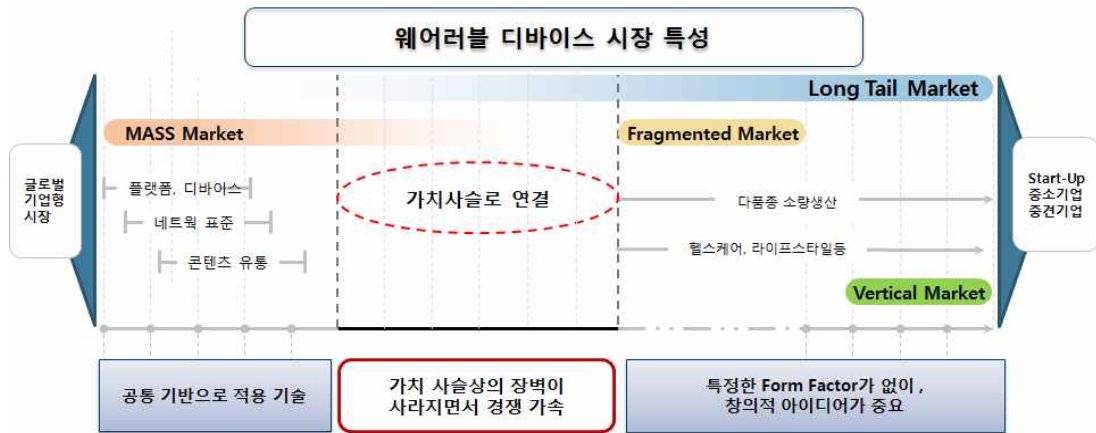 웨어러블 디바이스 시장 특성
Long Tail Market
MASS Market
Fragmented Market
글로벌
기업형
시장
플랫폼, 디바이스
네트웍 표준
콘텐츠 유통
가치사슬로 연결
다품종 소량생산
헬스케어, 라이프스타일등
Vertical Market
Start-Up
중소기업
중견기업
공통 기반으로 적용 기술
가치 사슬상의 장벽이
사라지면서 경쟁 가속
특정한 Form Factor가 없이 ,
창의적 아이디어가 중요